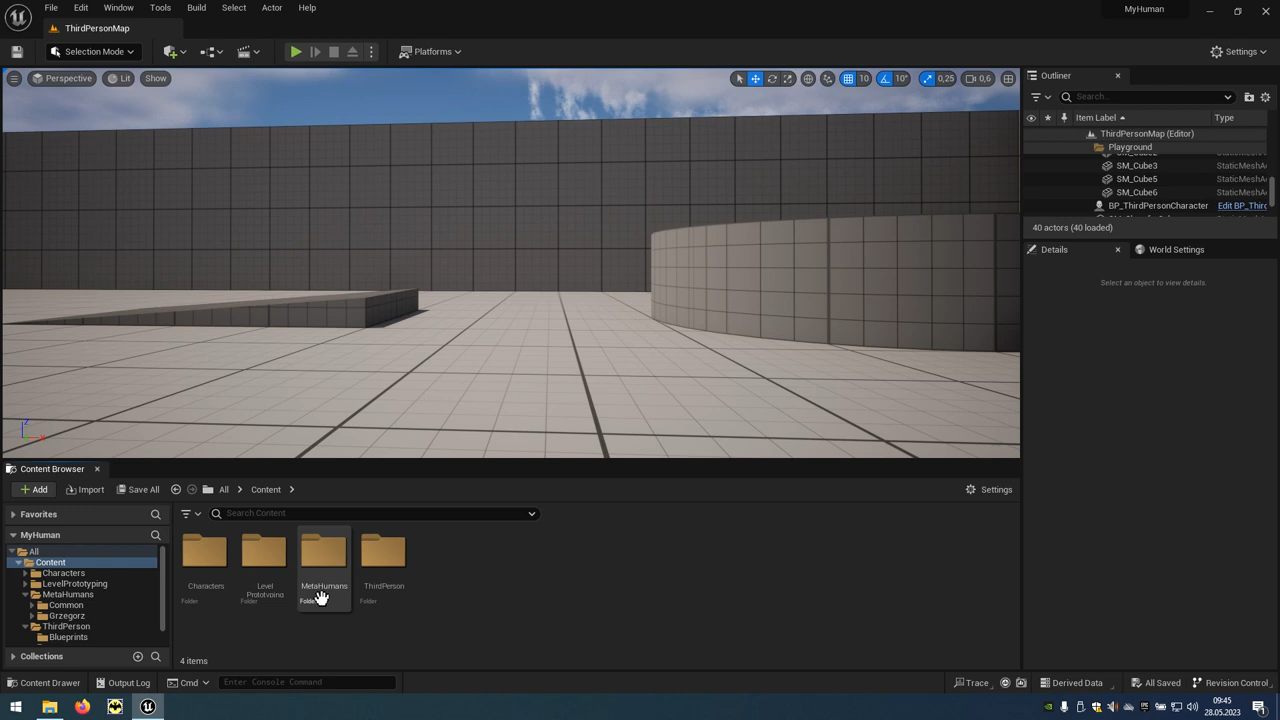 File Edit Window Tools Build Select Actor Help
MyHuman
ThirdPersonMap
Selection Mode
Platforms
Settings
Perspective Lit Show
10 10° 0,25 0,6
Outliner
Search...
Item Label Type
ThirdPersonMap (Editor)
Playground
SM_Cube3 StaticMeshA
SM_Cube5 StaticMeshA
SM_Cube6 StaticMeshA
BP_ThirdPersonCharacter Edit BP_Third
40 actors (40 loaded)
Details World Settings
Select an object to view details.
Content Browser
Add Import Save All All Content Settings
Favorites
Search Content
MyHuman
All
Content
Characters
LevelPrototyping
MetaHumans
Common
Grzegorz
ThirdPerson
Blueprints
Characters
Folder
Level Prototyping
Folder
MetaHumans
Folder
ThirdPerson
Folder
Collections
4 items
Content Drawer Output Log Cmd Enter Console Command Trace Derived Data All Saved Revision Control
09:45
28.05.2023